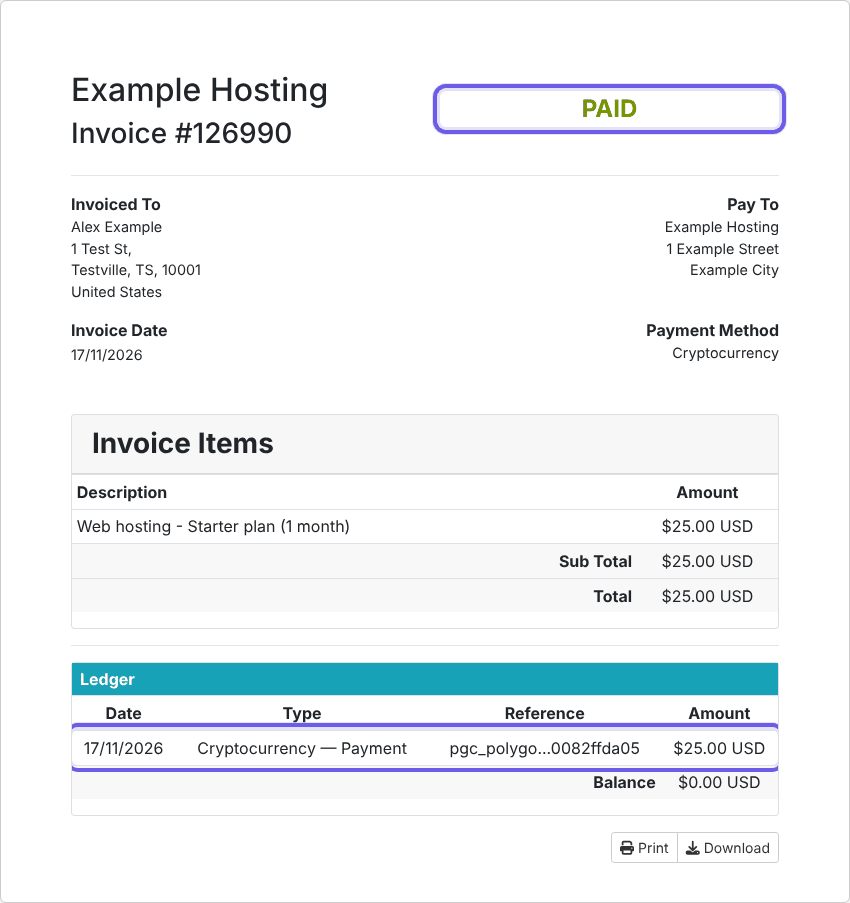 Example Hosting
Invoice #126990
PAID
Invoiced To
Alex Example
1 Test St,
Testville, TS, 10001
United States
Pay To
Example Hosting
1 Example Street
Example City
Invoice Date
17/11/2026
Payment Method
Cryptocurrency
Invoice Items
Description Amount
Web hosting - Starter plan (1 month) $25.00 USD
Sub Total $25.00 USD
Total $25.00 USD
Ledger
Date Type Reference Amount
17/11/2026 Cryptocurrency — Payment pgc_polygo...0082ffda05 $25.00 USD
Balance $0.00 USD
Print Download